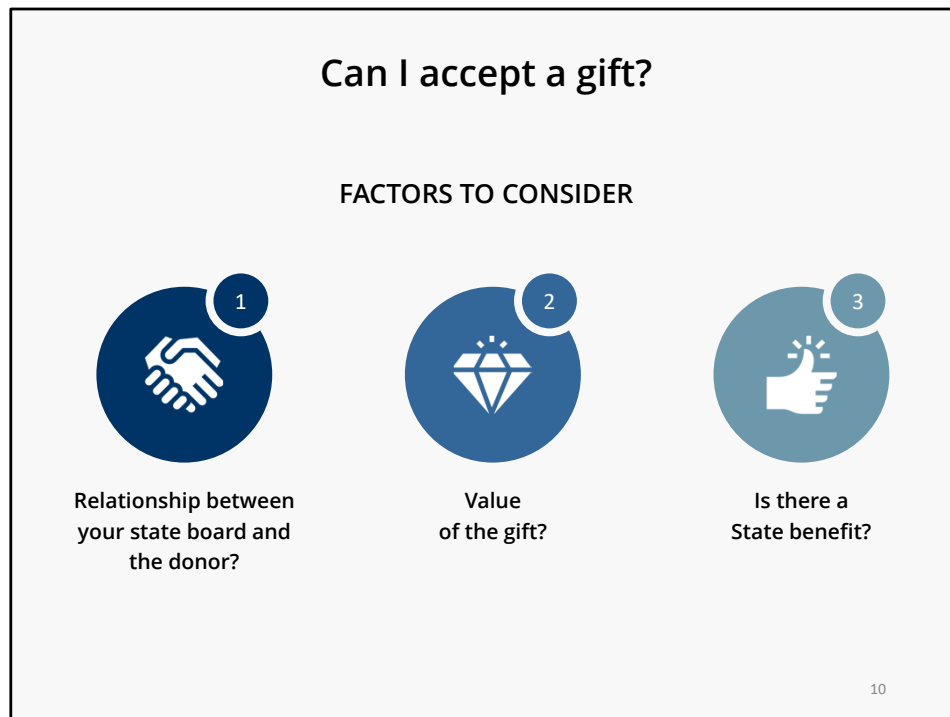 Can I accept a gift?
FACTORS TO CONSIDER
1
Relationship between
your state board and
the donor?
2
Value
of the gift?
3
Is there a
State benefit?
10